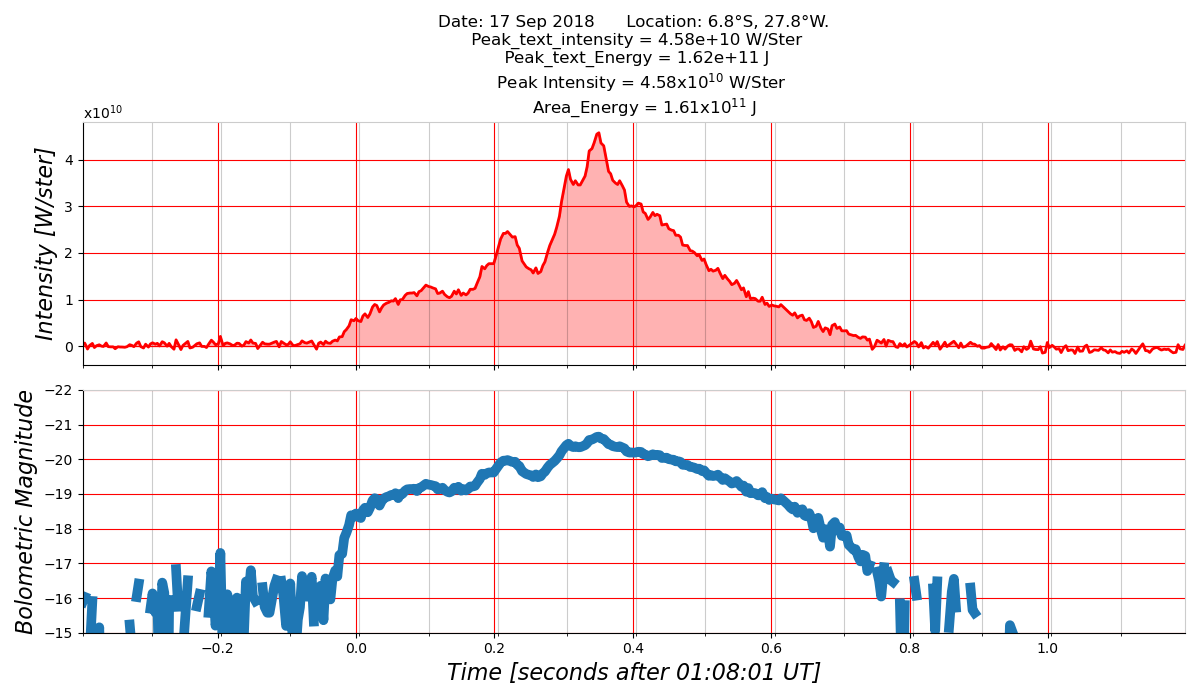 Date: 17 Sep 2018      Location: 6.8°S, 27.8°W.
Peak_text_intensity = 4.58e+10 W/Ster
Peak_text_Energy = 1.62e+11 J
Peak Intensity = 4.58x10¹⁰ W/Ster
Area_Energy = 1.61x10¹¹ J
x10¹⁰
Intensity [W/ster]
4
3
2
1
0
Bolometric Magnitude
−22
−21
−20
−19
−18
−17
−16
−15
−0.2 0.0 0.2 0.4 0.6 0.8 1.0
Time [seconds after 01:08:01 UT]